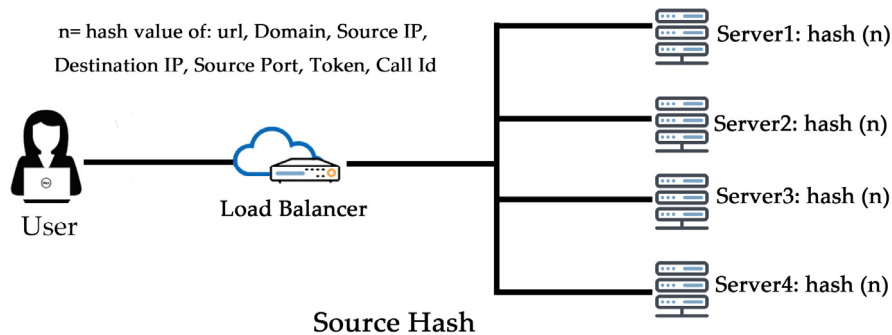 n= hash value of: url, Domain, Source IP,
Destination IP, Source Port, Token, Call Id
Server1: hash (n)
Server2: hash (n)
Server3: hash (n)
Server4: hash (n)
User
Load Balancer
Source Hash